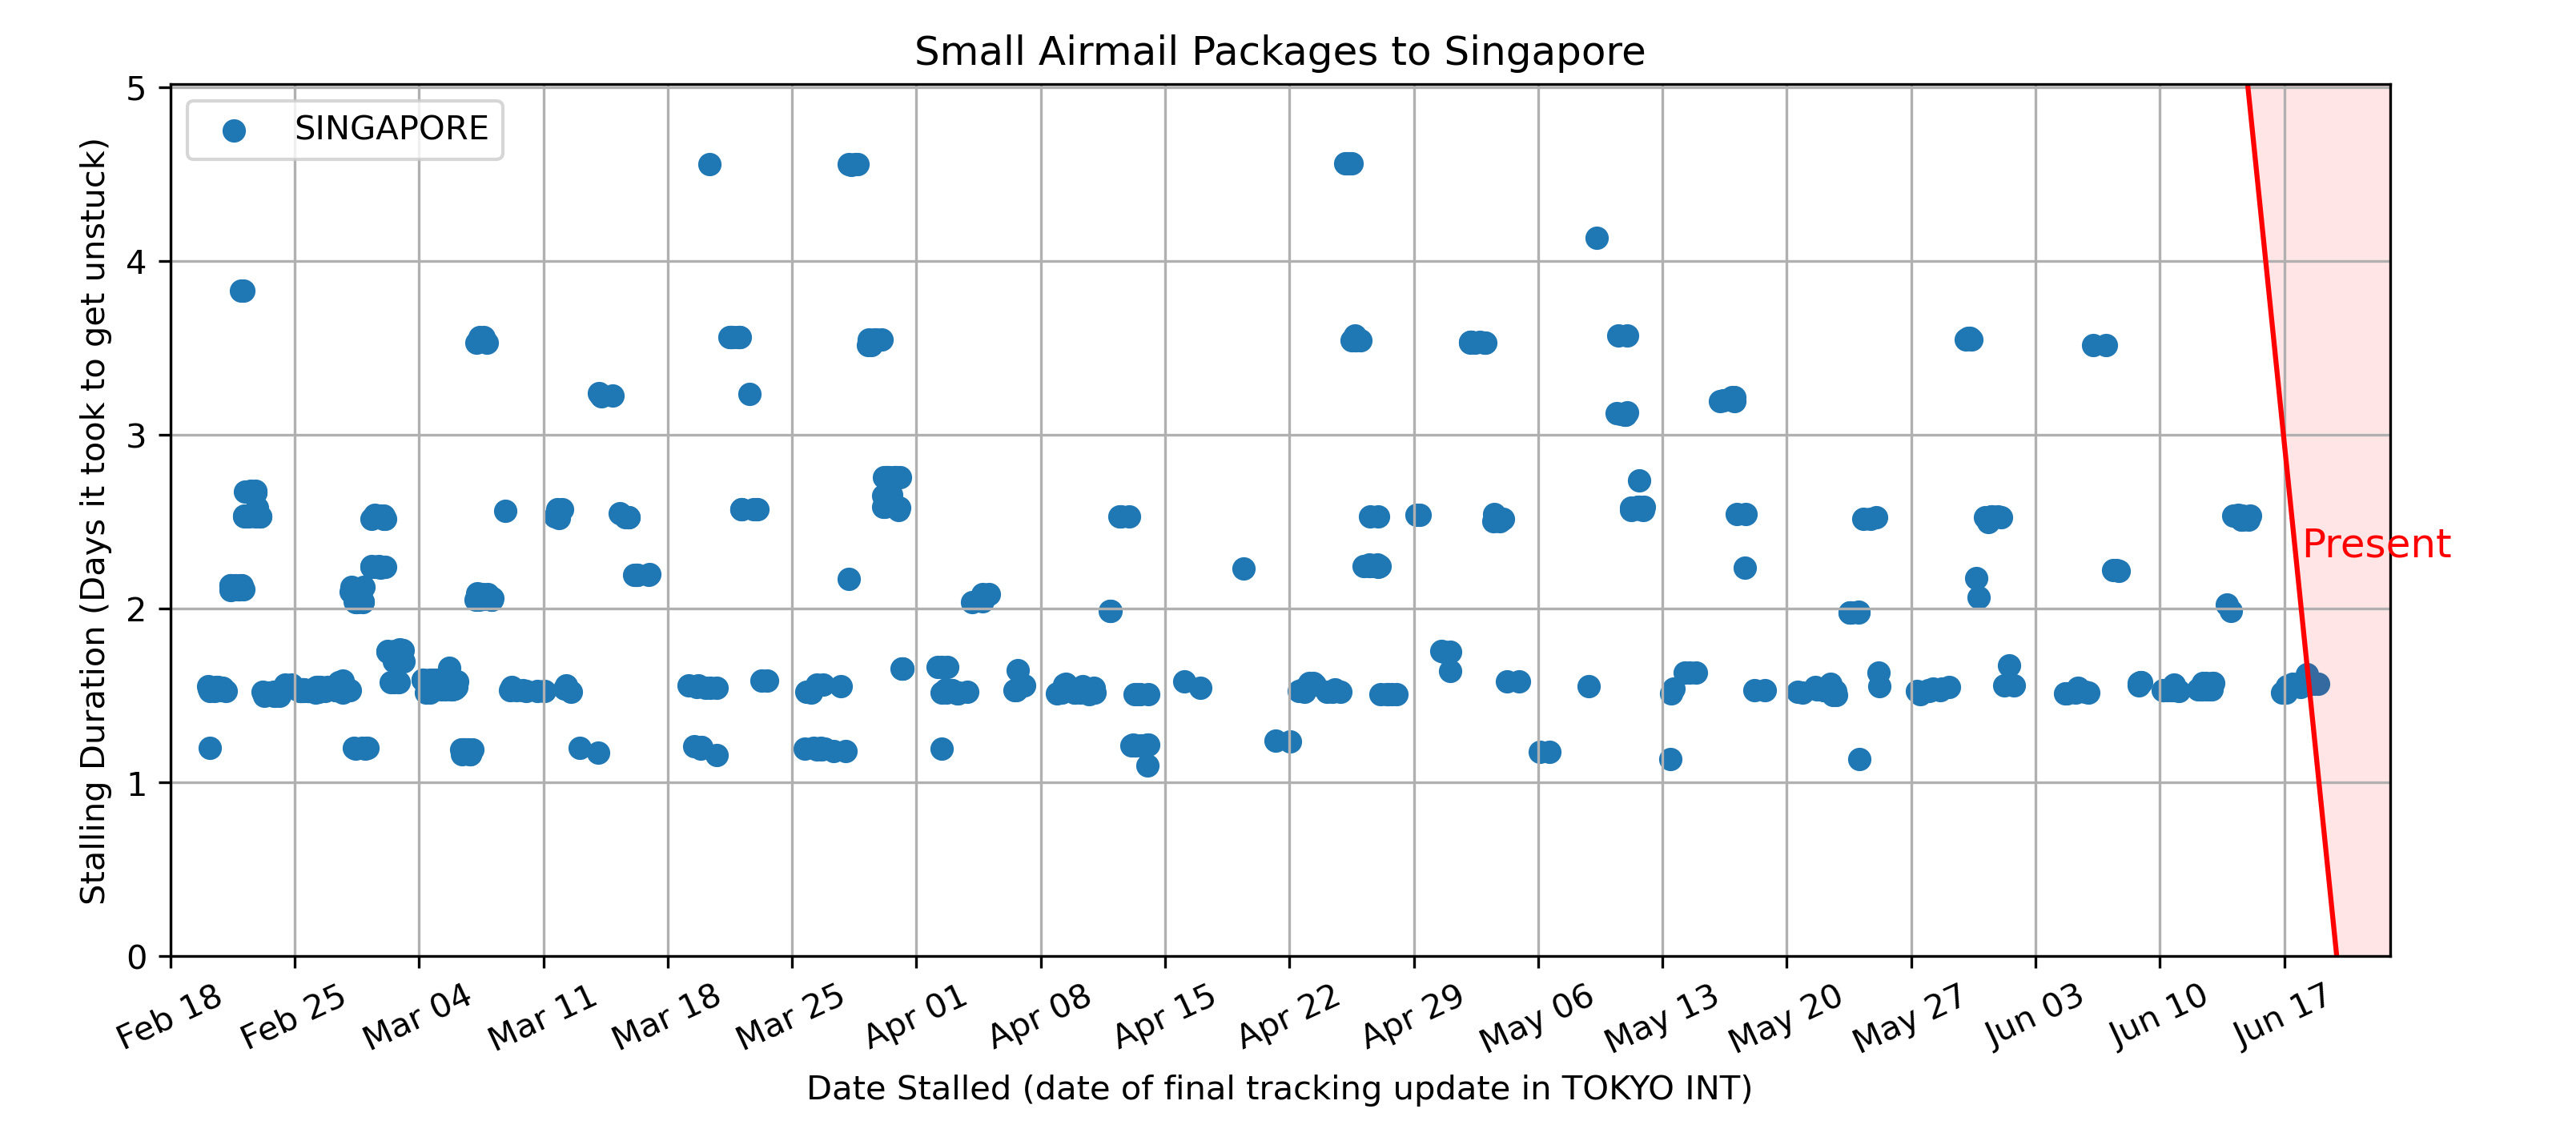 Small Airmail Packages to Singapore
SINGAPORE
Stalling Duration (Days it took to get unstuck)
5
4
3
2
1
0
Present
Feb 18
Feb 25
Mar 04
Mar 11
Mar 18
Mar 25
Apr 01
Apr 08
Apr 15
Apr 22
Apr 29
May 06
May 13
May 20
May 27
Jun 03
Jun 10
Jun 17
Date Stalled (date of final tracking update in TOKYO INT)